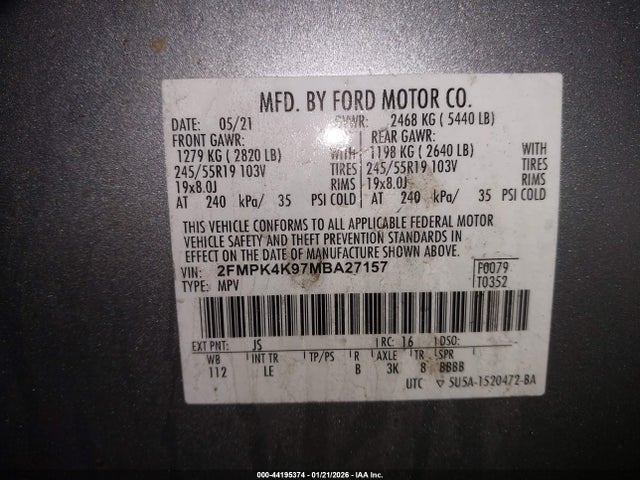 MFD. BY FORD MOTOR CO.
DATE: 05/21 GVWR: 2468 KG ( 5440 LB)
FRONT GAWR: REAR GAWR:
1279 KG ( 2820 LB) WITH 1198 KG ( 2640 LB) WITH
245/55R19 103V TIRES 245/55R19 103V TIRES
19x8.0J RIMS 19x8.0J RIMS
AT 240 kPa/ 35 PSI COLD AT 240 kPa/ 35 PSI COLD
THIS VEHICLE CONFORMS TO ALL APPLICABLE FEDERAL MOTOR
VEHICLE SAFETY AND THEFT PREVENTION STANDARDS IN
EFFECT ON THE DATE OF MANUFACTURE SHOWN ABOVE.
VIN: 2FMPK4K97MBA27157 F0079
TYPE: MPV T0352
EXT PNT: JS RC: 16 DSO:
WB INT TR TP/PS R AXLE TR SPR
112 LE B 3K 8 BBBB
UTC ▽ 5U5A-1520472-BA
000-44195374 - 01/21/2026 - IAA Inc.